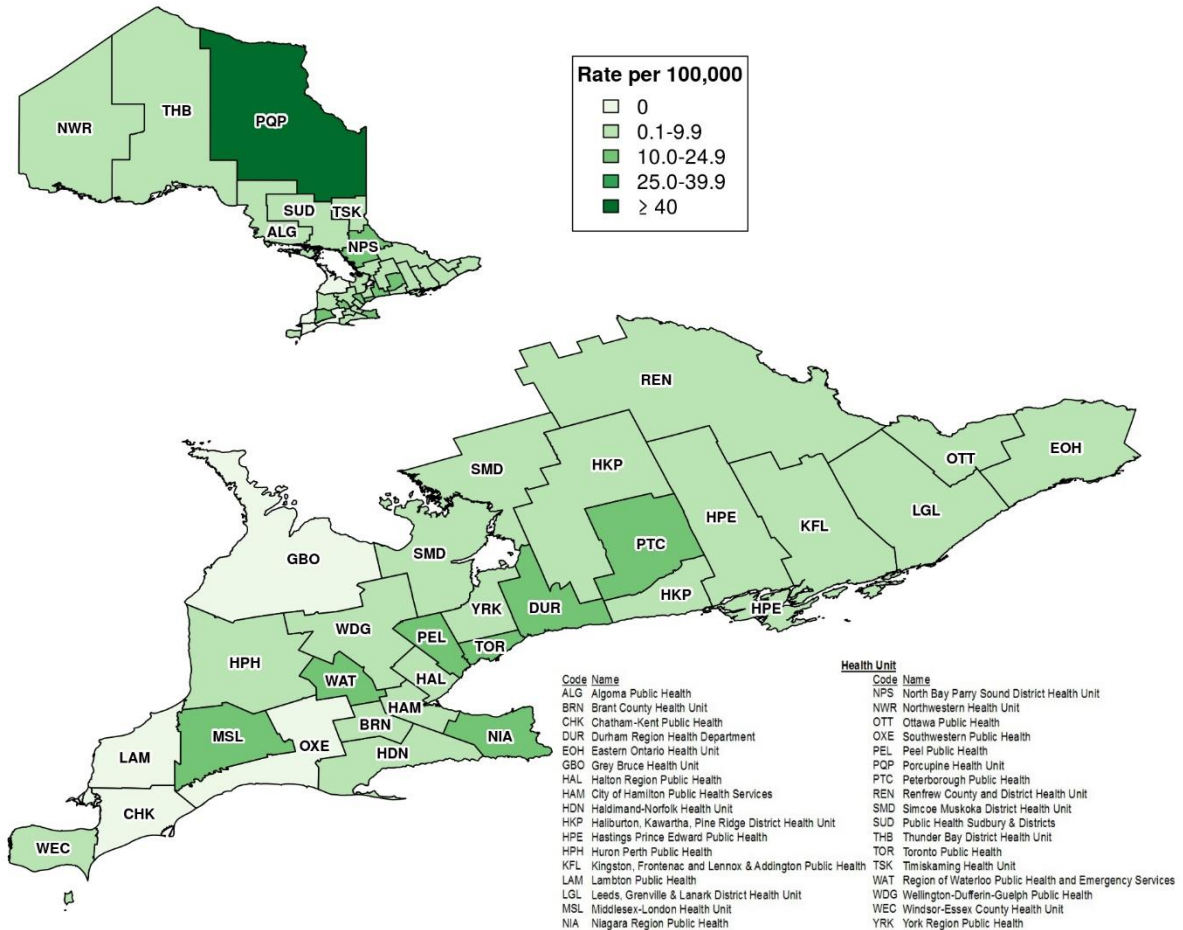 Rate per 100,000
0
0.1-9.9
10.0-24.9
25.0-39.9
≥ 40
NWR
THB
PQP
SUD
TSK
ALG
NPS
REN
SMD
HKP
OTT
EOH
GBO
SMD
PTC
HPE
KFL
LGL
YRK
DUR
HKP
HPE
WDG
PEL
TOR
HPH
WAT
HAL
HAM
MSL
OXE
BRN
NIA
LAM
HDN
CHK
WEC
Health Unit
Code Name
ALG Algoma Public Health
BRN Brant County Health Unit
CHK Chatham-Kent Public Health
DUR Durham Region Health Department
EOH Eastern Ontario Health Unit
GBO Grey Bruce Health Unit
HAL Halton Region Public Health
HAM City of Hamilton Public Health Services
HDN Haldimand-Norfolk Health Unit
HKP Haliburton, Kawartha, Pine Ridge District Health Unit
HPE Hastings Prince Edward Public Health
HPH Huron Perth Public Health
KFL Kingston, Frontenac and Lennox & Addington Public Health
LAM Lambton Public Health
LGL Leeds, Grenville & Lanark District Health Unit
MSL Middlesex-London Health Unit
NIA Niagara Region Public Health
Code Name
NPS North Bay Parry Sound District Health Unit
NWR Northwestern Health Unit
OTT Ottawa Public Health
OXE Southwestern Public Health
PEL Peel Public Health
PQP Porcupine Health Unit
PTC Peterborough Public Health
REN Renfrew County and District Health Unit
SMD Simcoe Muskoka District Health Unit
SUD Public Health Sudbury & Districts
THB Thunder Bay District Health Unit
TOR Toronto Public Health
TSK Timiskaming Health Unit
WAT Region of Waterloo Public Health and Emergency Services
WDG Wellington-Dufferin-Guelph Public Health
WEC Windsor-Essex County Health Unit
YRK York Region Public Health